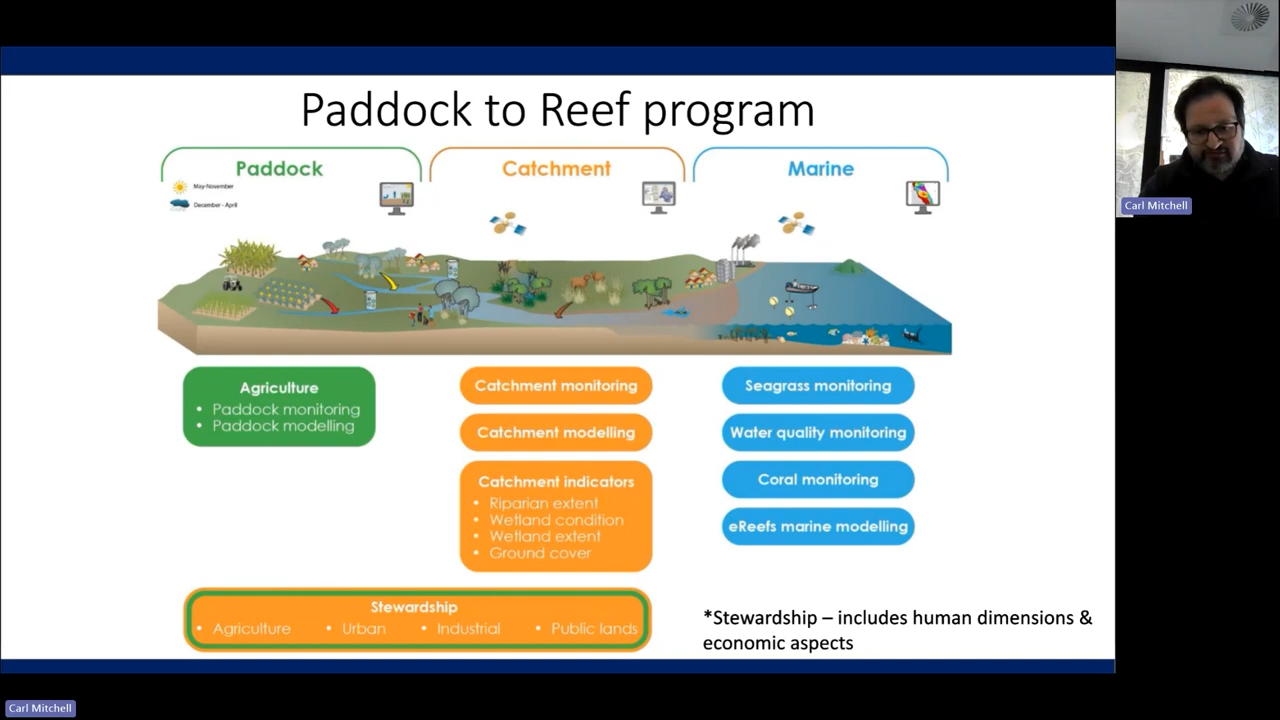 Paddock to Reef program
Paddock
Catchment
Marine
May-November
December - April
Agriculture
• Paddock monitoring
• Paddock modelling
Catchment monitoring
Catchment modelling
Catchment indicators
• Riparian extent
• Wetland condition
• Wetland extent
• Ground cover
Seagrass monitoring
Water quality monitoring
Coral monitoring
eReefs marine modelling
Stewardship
• Agriculture • Urban • Industrial • Public lands
*Stewardship – includes human dimensions &
economic aspects
Carl Mitchell
Carl Mitchell